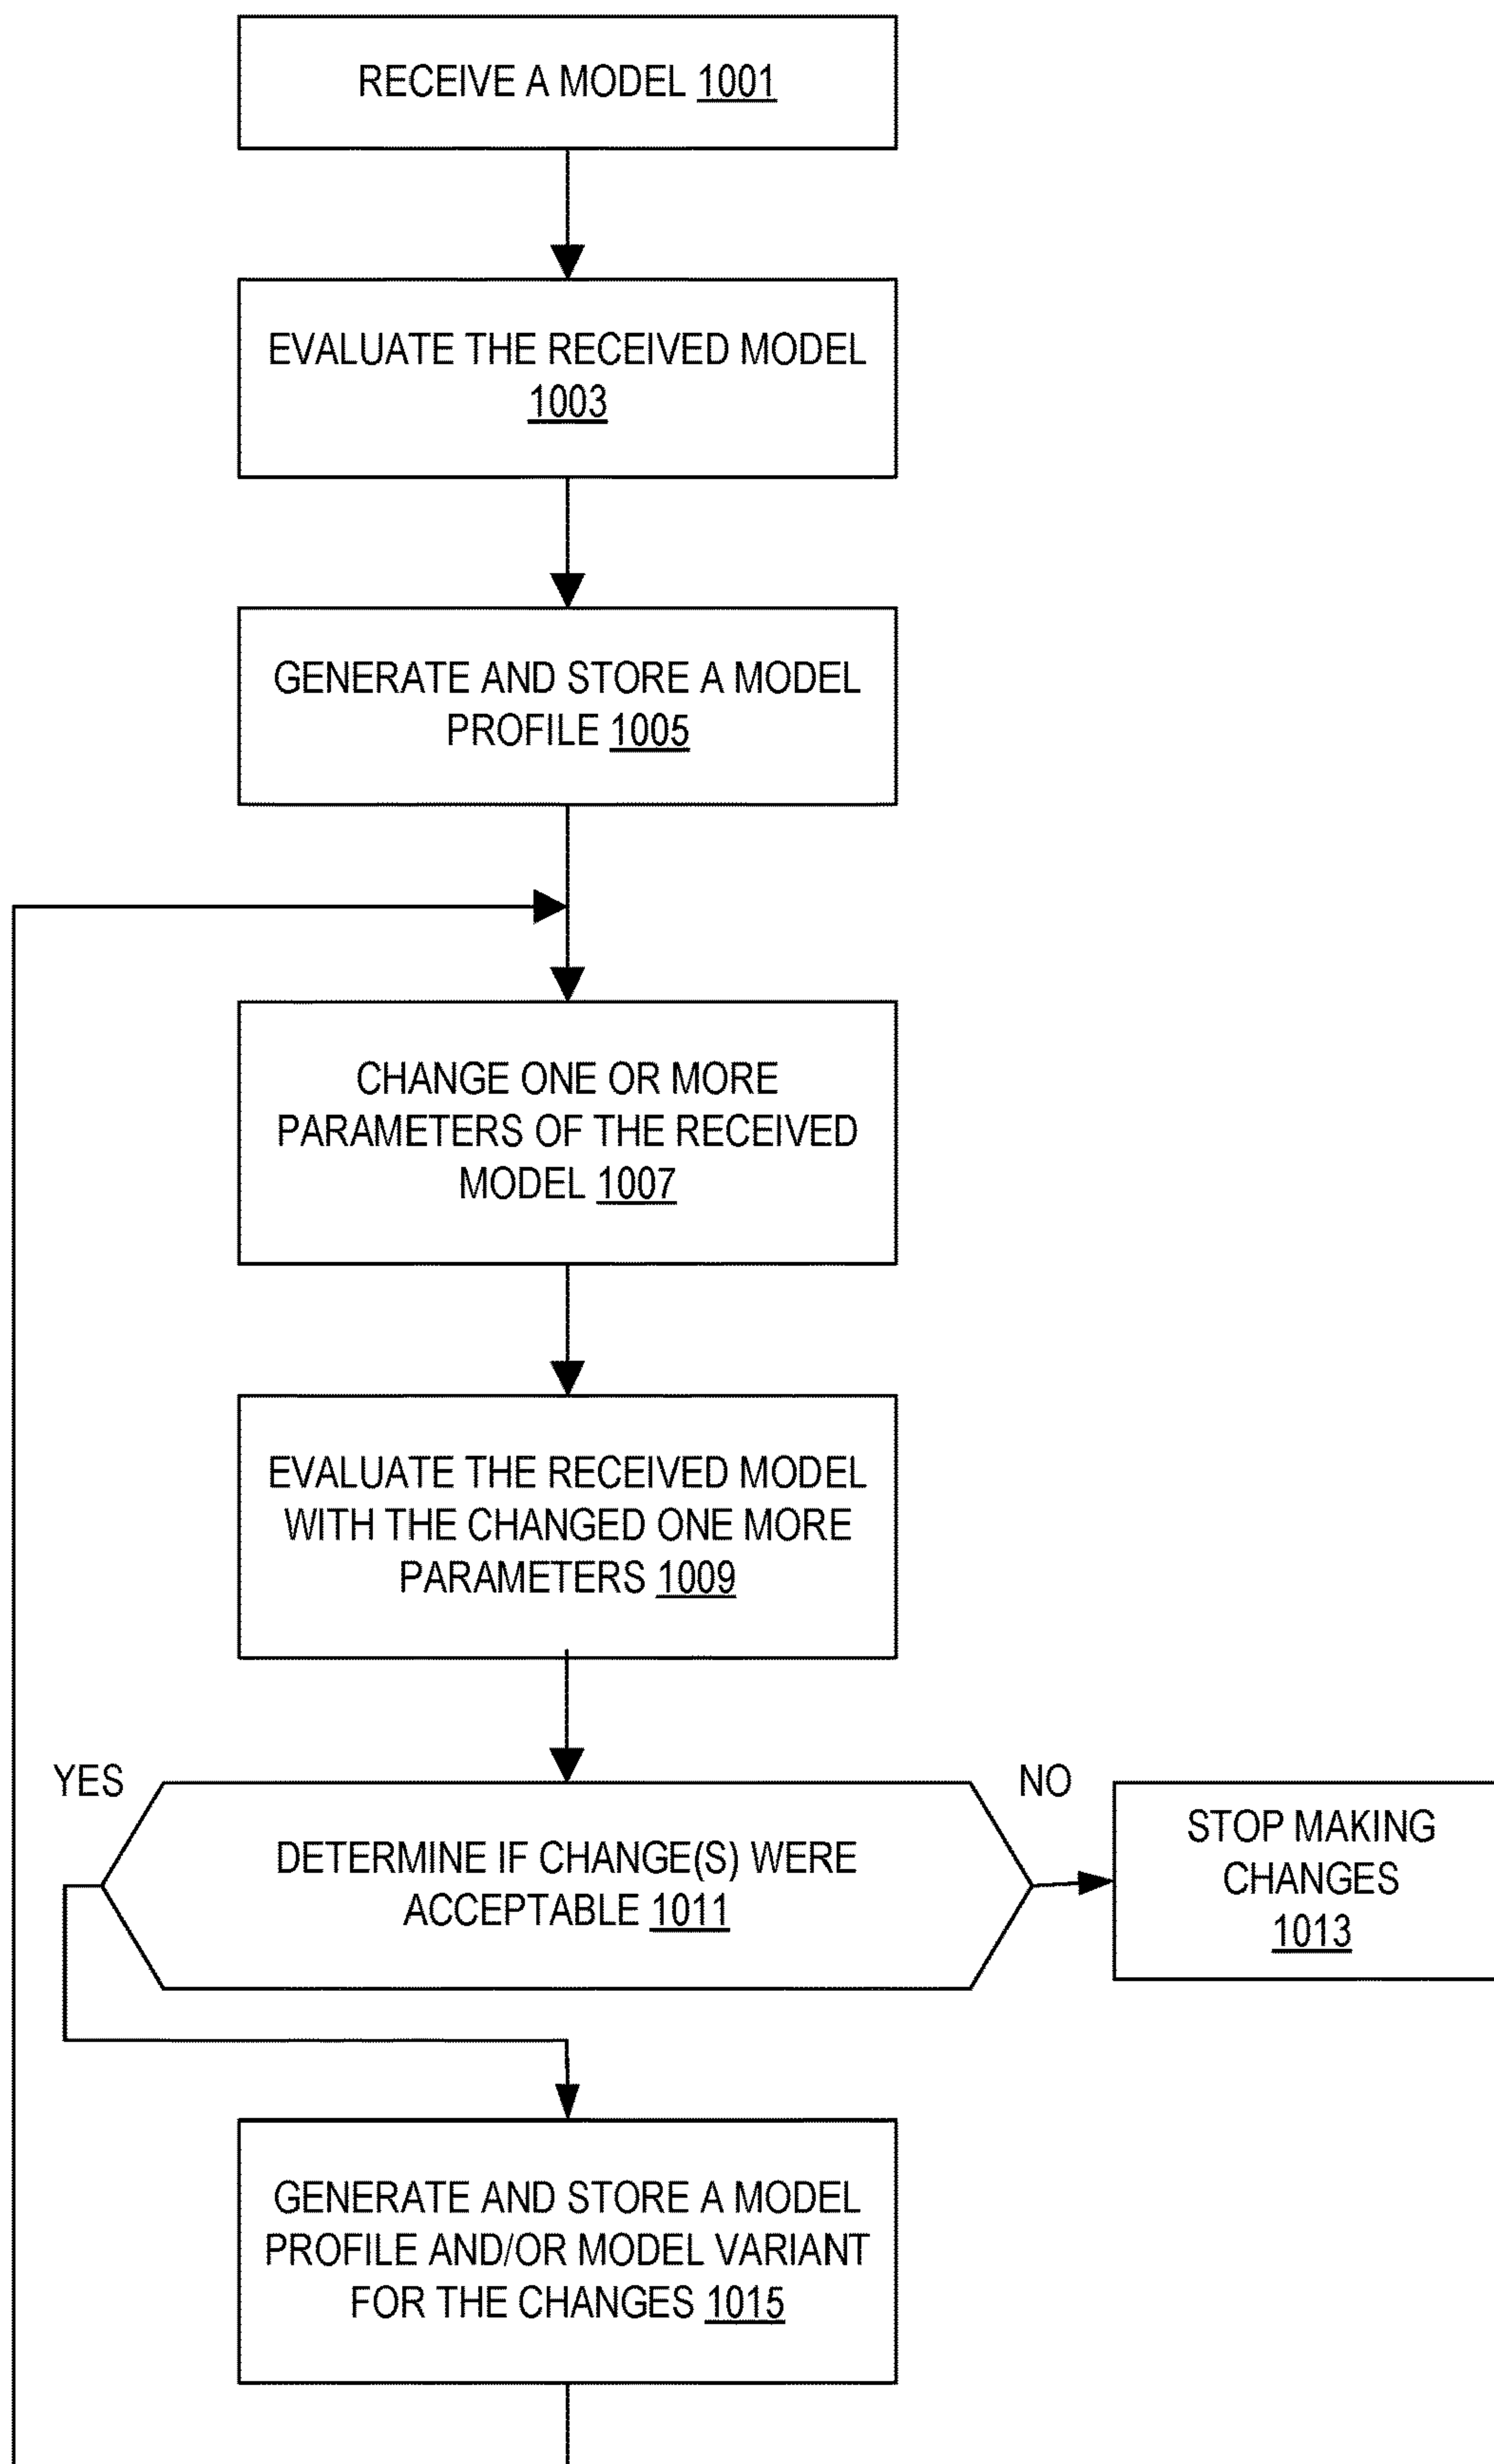 RECEIVE A MODEL 1001
EVALUATE THE RECEIVED MODEL
1003
GENERATE AND STORE A MODEL
PROFILE 1005
CHANGE ONE OR MORE
PARAMETERS OF THE RECEIVED
MODEL 1007
EVALUATE THE RECEIVED MODEL
WITH THE CHANGED ONE MORE
PARAMETERS 1009
YES
DETERMINE IF CHANGE(S) WERE
ACCEPTABLE 1011
NO
STOP MAKING
CHANGES
1013
GENERATE AND STORE A MODEL
PROFILE AND/OR MODEL VARIANT
FOR THE CHANGES 1015